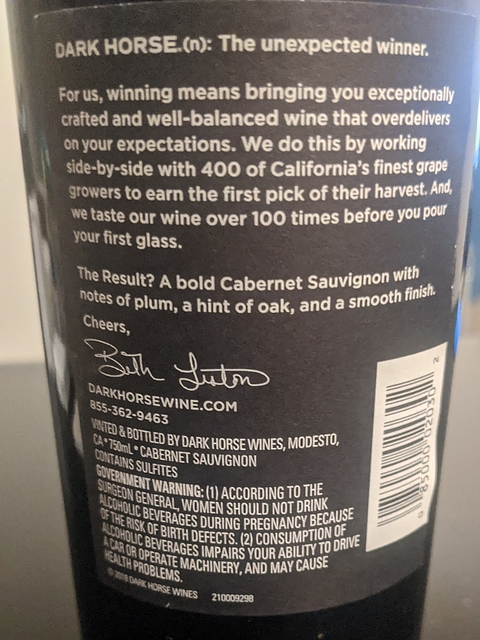 DARK HORSE.(n): The unexpected winner.
For us, winning means bringing you exceptionally
crafted and well-balanced wine that overdelivers
on your expectations. We do this by working
side-by-side with 400 of California's finest grape
growers to earn the first pick of their harvest. And,
we taste our wine over 100 times before you pour
your first glass.
The Result? A bold Cabernet Sauvignon with
notes of plum, a hint of oak, and a smooth finish.
Cheers,
Beth Liston
DARKHORSEWINE.COM
855-362-9463
VINTED & BOTTLED BY DARK HORSE WINES, MODESTO,
CA • 750mL • CABERNET SAUVIGNON
CONTAINS SULFITES
GOVERNMENT WARNING: (1) ACCORDING TO THE
SURGEON GENERAL, WOMEN SHOULD NOT DRINK
ALCOHOLIC BEVERAGES DURING PREGNANCY BECAUSE
OF THE RISK OF BIRTH DEFECTS. (2) CONSUMPTION OF
ALCOHOLIC BEVERAGES IMPAIRS YOUR ABILITY TO DRIVE
A CAR OR OPERATE MACHINERY, AND MAY CAUSE
HEALTH PROBLEMS.
© 2018 DARK HORSE WINES 210009298
0 85000 02030 2